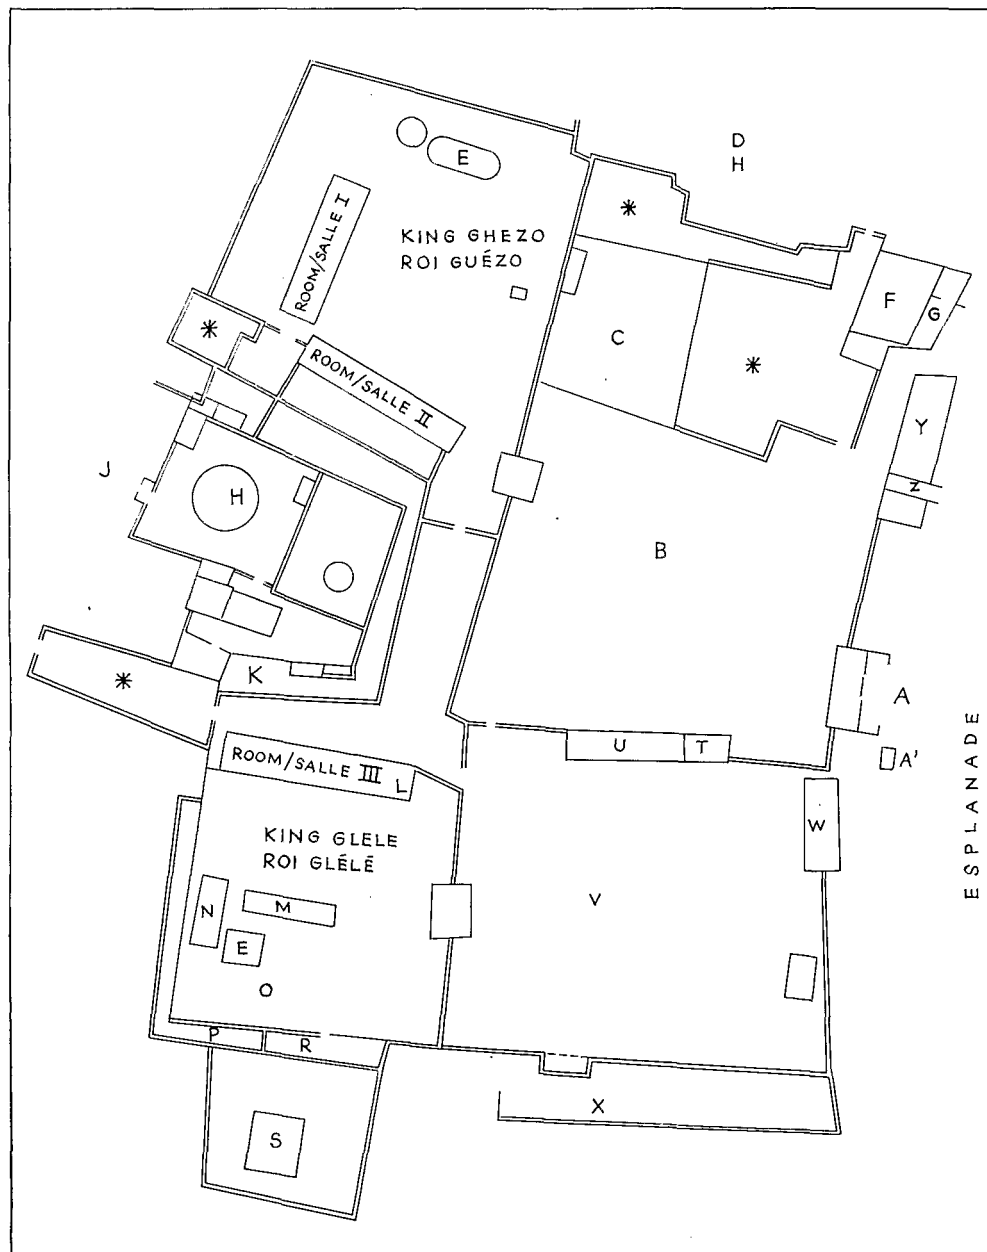 D
H
E
ROOM/SALLE I
KING GHEZO
ROI GUÉZO
*
F
G
C
*
*
ROOM/SALLE II
Y
Z
J
H
B
K
*
A
A'
U
T
ROOM/SALLE III
L
W
KING GLELE
ROI GLÉLÉ
ESPLANADE
N
M
V
E
O
P
R
X
S